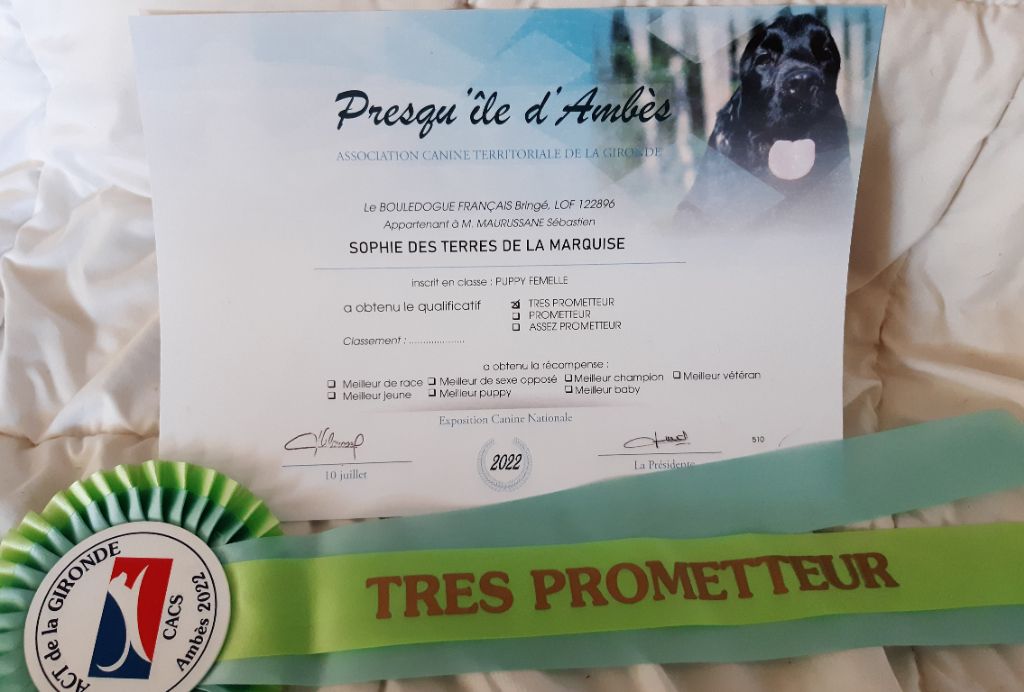 Presqu'île d'Ambès
ASSOCIATION CANINE TERRITORIALE DE LA GIRONDE
Le BOULEDOGUE FRANÇAIS Bringé, LOF 122896
Appartenant à M. MAURUSSANE Sébastien
SOPHIE DES TERRES DE LA MARQUISE
inscrit en classe : PUPPY FEMELLE
a obtenu le qualificatif ☒ TRES PROMETTEUR
☐ PROMETTEUR
☐ ASSEZ PROMETTEUR
Classement : ...................
a obtenu la récompense :
☐ Meilleur de race ☐ Meilleur de sexe opposé ☐ Meilleur champion ☐ Meilleur vétéran
☐ Meilleur jeune ☐ Meilleur puppy ☐ Meilleur baby
Exposition Canine Nationale
510
10 juillet 2022 La Présidente
TRES PROMETTEUR
ACT de la GIRONDE
CACS
Ambès 2022